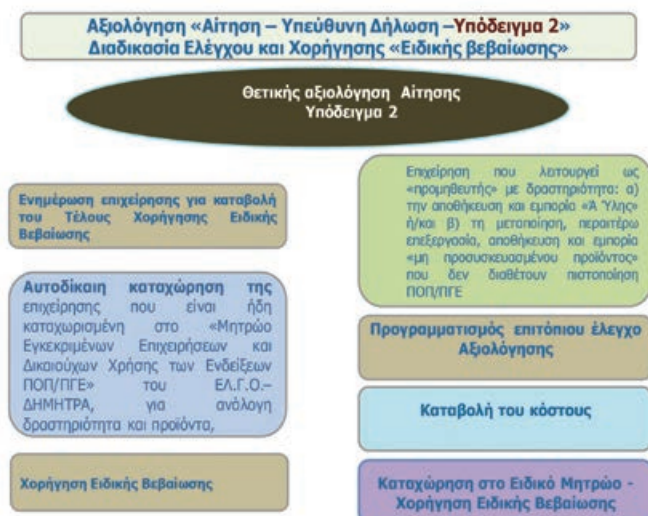 Αξιολόγηση «Αίτηση – Υπεύθυνη Δήλωση –Υπόδειγμα 2»
Διαδικασία Ελέγχου και Χορήγησης «Ειδικής βεβαίωσης»
Θετικής αξιολόγηση Αίτησης
Υπόδειγμα 2
Ενημέρωση επιχείρησης για καταβολή
του Τέλους Χορήγησης Ειδικής
Βεβαίωσης
Αυτοδίκαιη καταχώρηση της
επιχείρησης που είναι ήδη
καταχωρισμένη στο «Μητρώο
Εγκεκριμένων Επιχειρήσεων και
Δικαιούχων Χρήσης των Ενδείξεων
ΠΟΠ/ΠΓΕ» του ΕΛ.Γ.Ο.–
ΔΗΜΗΤΡΑ, για ανάλογη
δραστηριότητα και προϊόντα,
Χορήγηση Ειδικής Βεβαίωσης
Επιχείρηση που λειτουργεί ως
«προμηθευτής» με δραστηριότητα: α)
την αποθήκευση και εμπορία «Ά Ύλης»
ή/και β) τη μεταποίηση, περαιτέρω
επεξεργασία, αποθήκευση και εμπορία
«μη προσυσκευασμένου προϊόντος»
που δεν διαθέτουν πιστοποίηση
ΠΟΠ/ΠΓΕ
Προγραμματισμός επιτόπιου έλεγχο
Αξιολόγησης
Καταβολή του κόστους
Καταχώρηση στο Ειδικό Μητρώο -
Χορήγηση Ειδικής Βεβαίωσης